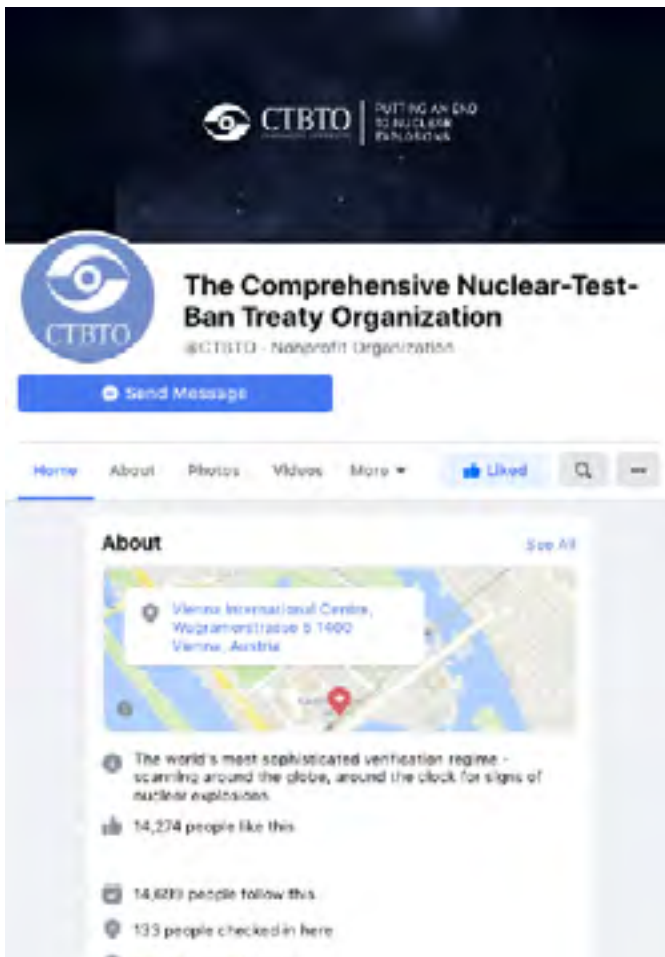 CTBTO
PUTTING AN END
TO NUCLEAR
EXPLOSIONS
CTBTO
The Comprehensive Nuclear-Test-
Ban Treaty Organization
@CTBTO · Nonprofit Organization
Send Message
Home About Photos Videos More Liked
About See All
Vienna International Centre,
Wagramerstrasse 5 1400
Vienna, Austria
The world's most sophisticated verification regime -
scanning around the globe, around the clock for signs of
nuclear explosions
14,274 people like this
people follow this
133 people checked in here